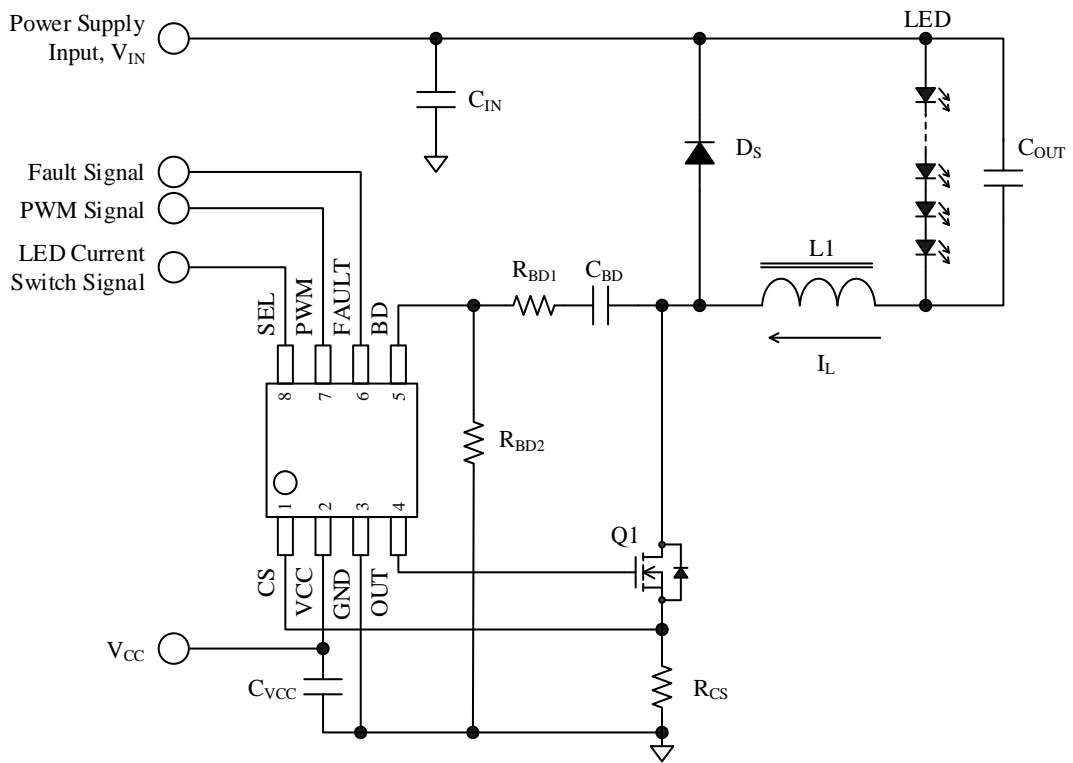 Power Supply
Input, VIN
LED
CIN
DS
COUT
Fault Signal
PWM Signal
LED Current
Switch Signal
L1
RBD1
CBD
SEL
PWM
FAULT
BD
IL
8
7
6
5
RBD2
1
2
3
4
Q1
CS
VCC
GND
OUT
VCC
CVCC
RCS